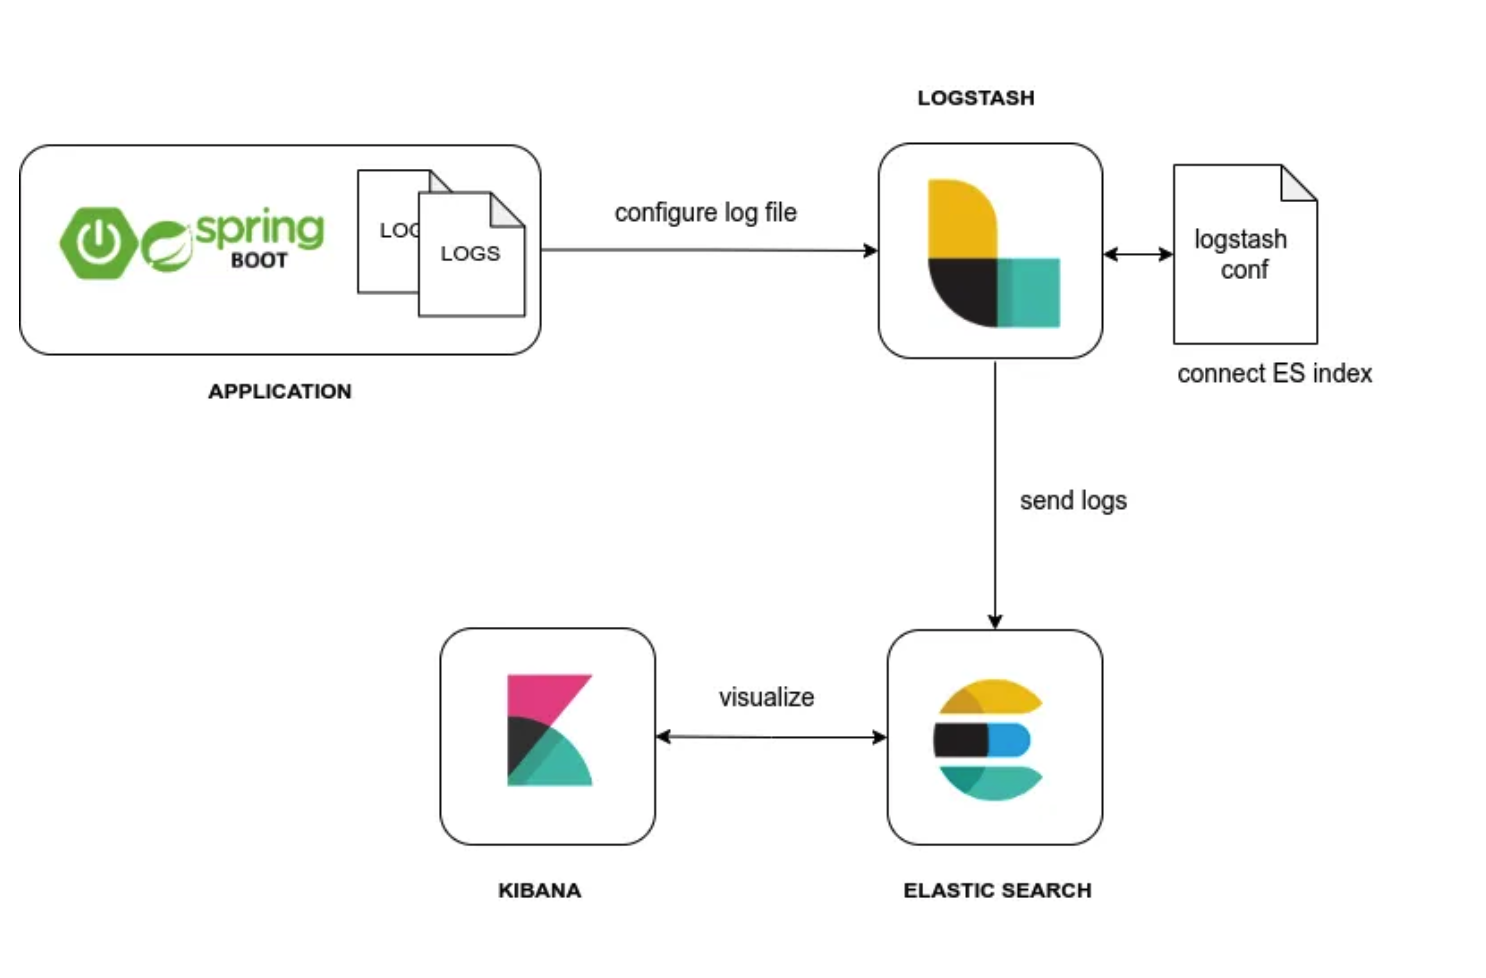 LOGSTASH
spring
BOOT
LOGS
configure log file
logstash
conf
connect ES index
APPLICATION
send logs
visualize
KIBANA
ELASTIC SEARCH